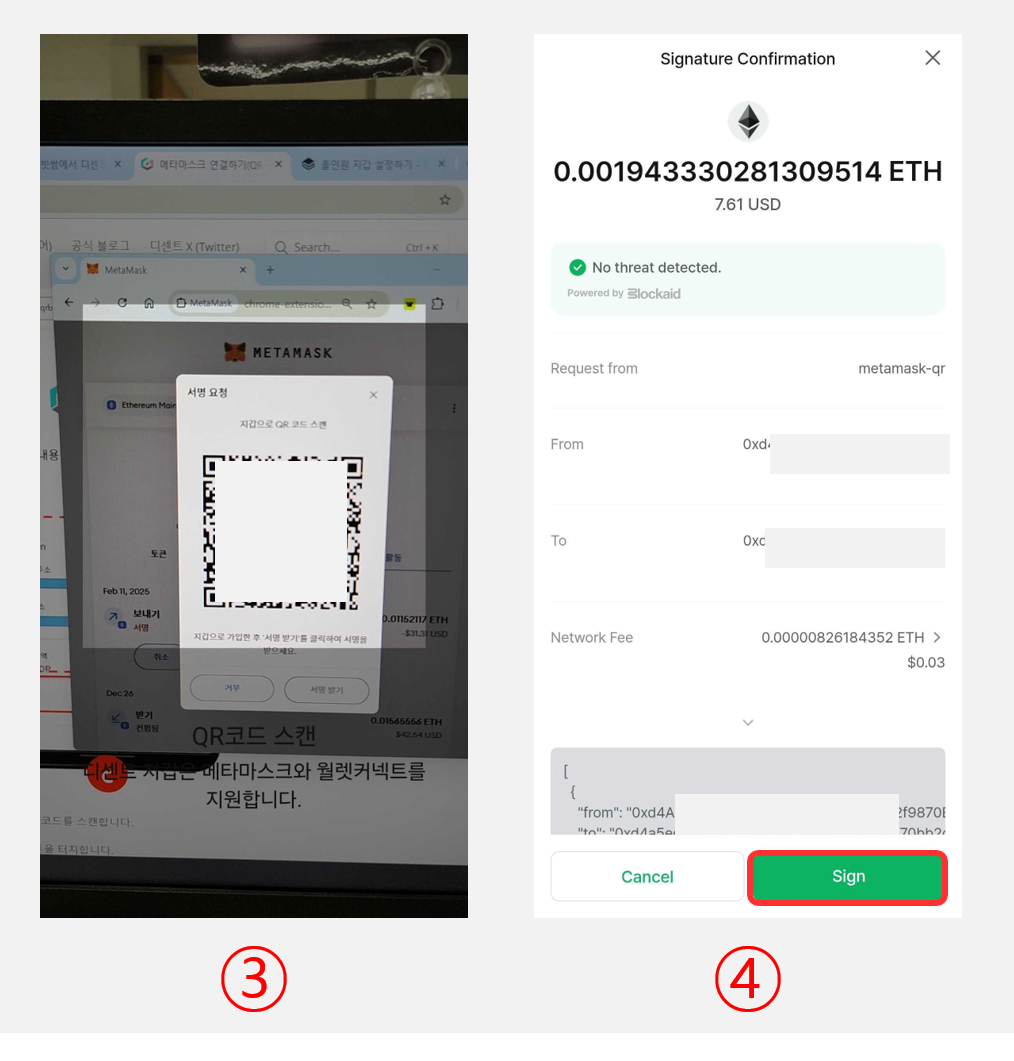 빗썸에서 디센
메타마스크 연결하기(QR
올인원 지갑 설정하기 -
공식 블로그
디센트 X (Twitter)
Search...
Ctrl + K
MetaMask
MetaMask
chrome-extensio...
METAMASK
Ethereum Main
서명 요청
지갑으로 QR 코드 스캔
토큰
활동
Feb 11, 2025
보내기
서명
0.01152117 ETH
-$31.31 USD
취소
지갑으로 가입한 후 '서명 받기'를 클릭하여 서명을
받으세요.
거부
서명 받기
Dec 26
받기
컨펌됨
0.01665556 ETH
$42.54 USD
QR코드 스캔
디센트 지갑은 메타마스크와 월렛커넥트를
지원합니다.
코드를 스캔합니다.
을 터치합니다.
③
Signature Confirmation
0.001943330281309514 ETH
7.61 USD
No threat detected.
Powered by Blockaid
Request from
metamask-qr
From
0xd4
To
0xd
Network Fee
0.00000826184352 ETH
$0.03
[
{
"from": "0xd4A
2f9870E
"to": "0xd4a5e
70bb2
Cancel
Sign
④